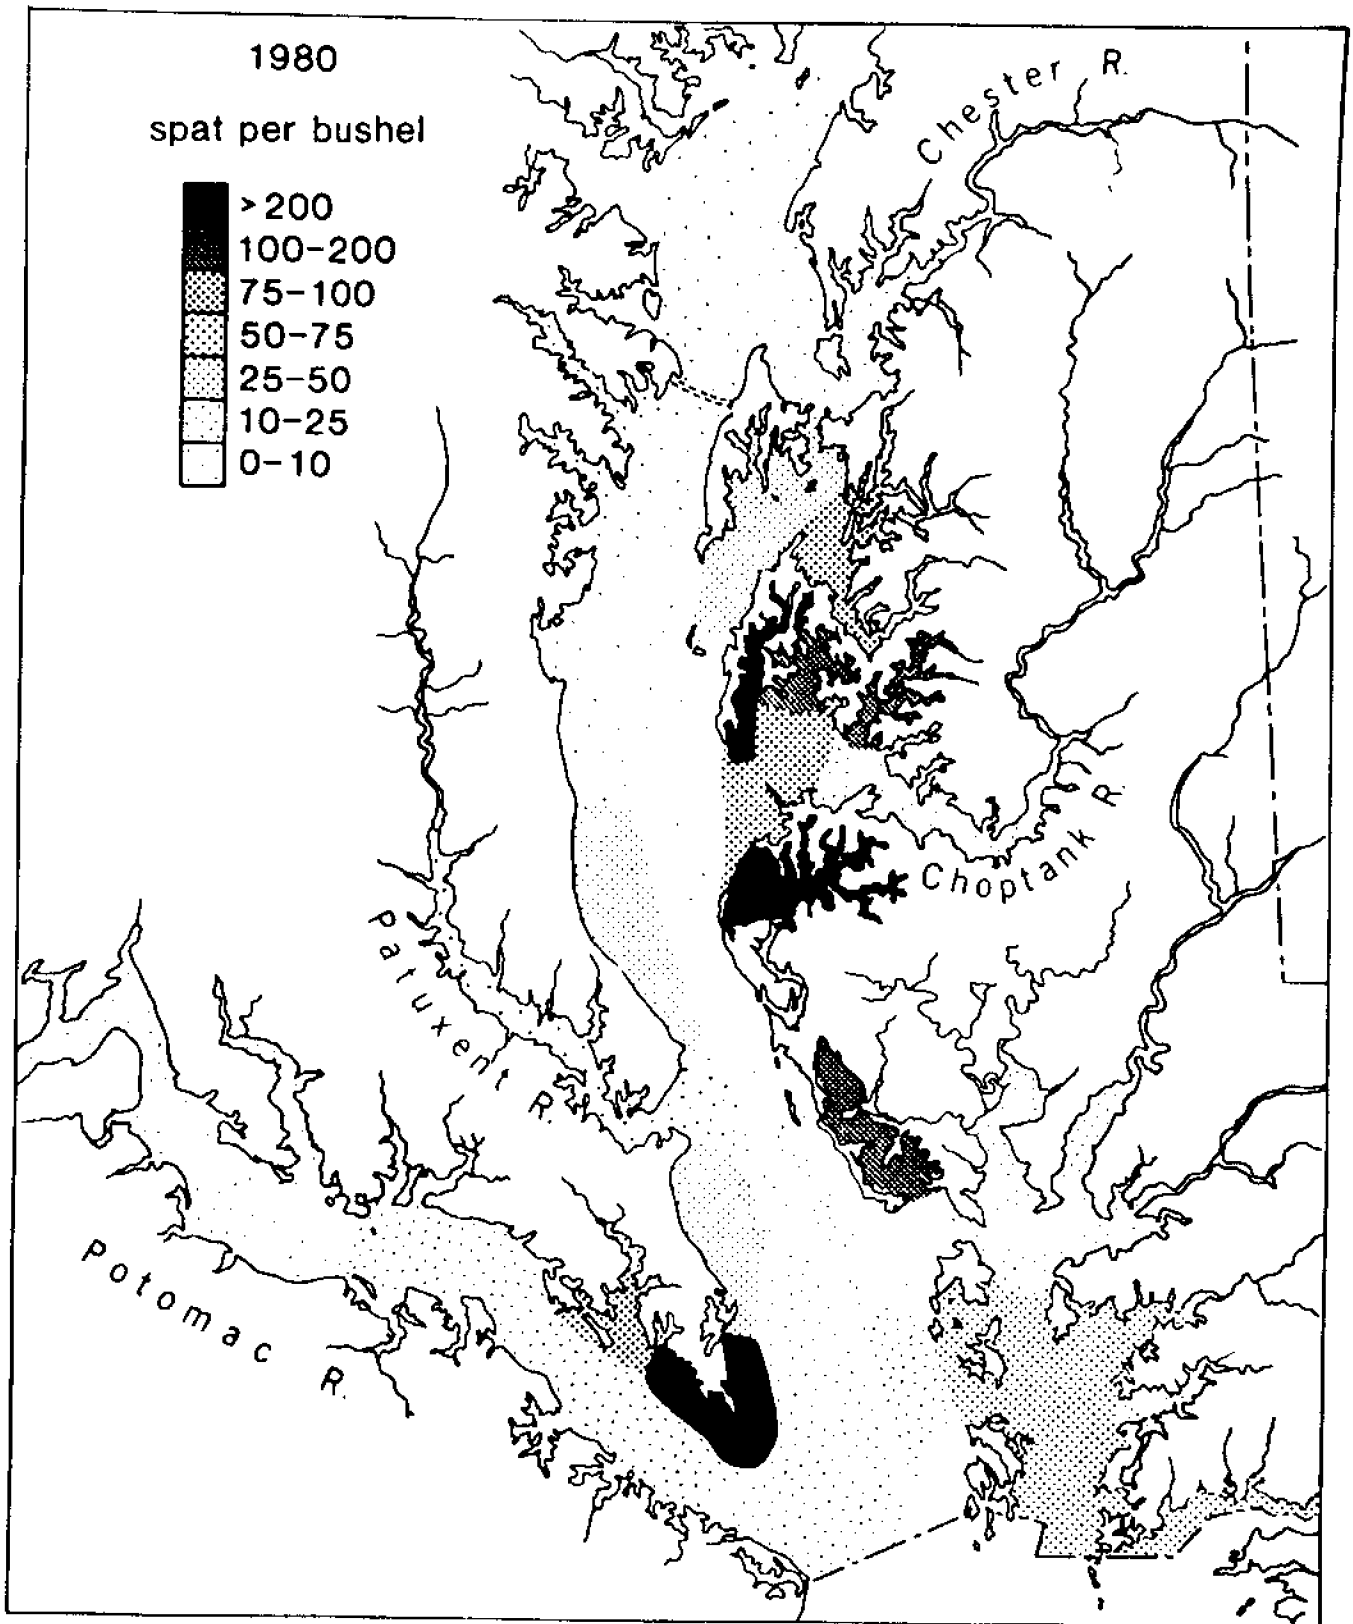 1980
spat per bushel
>200
100-200
75-100
50-75
25-50
10-25
0-10
Chester R.
Choptank R.
Patuxent R.
Potomac R.